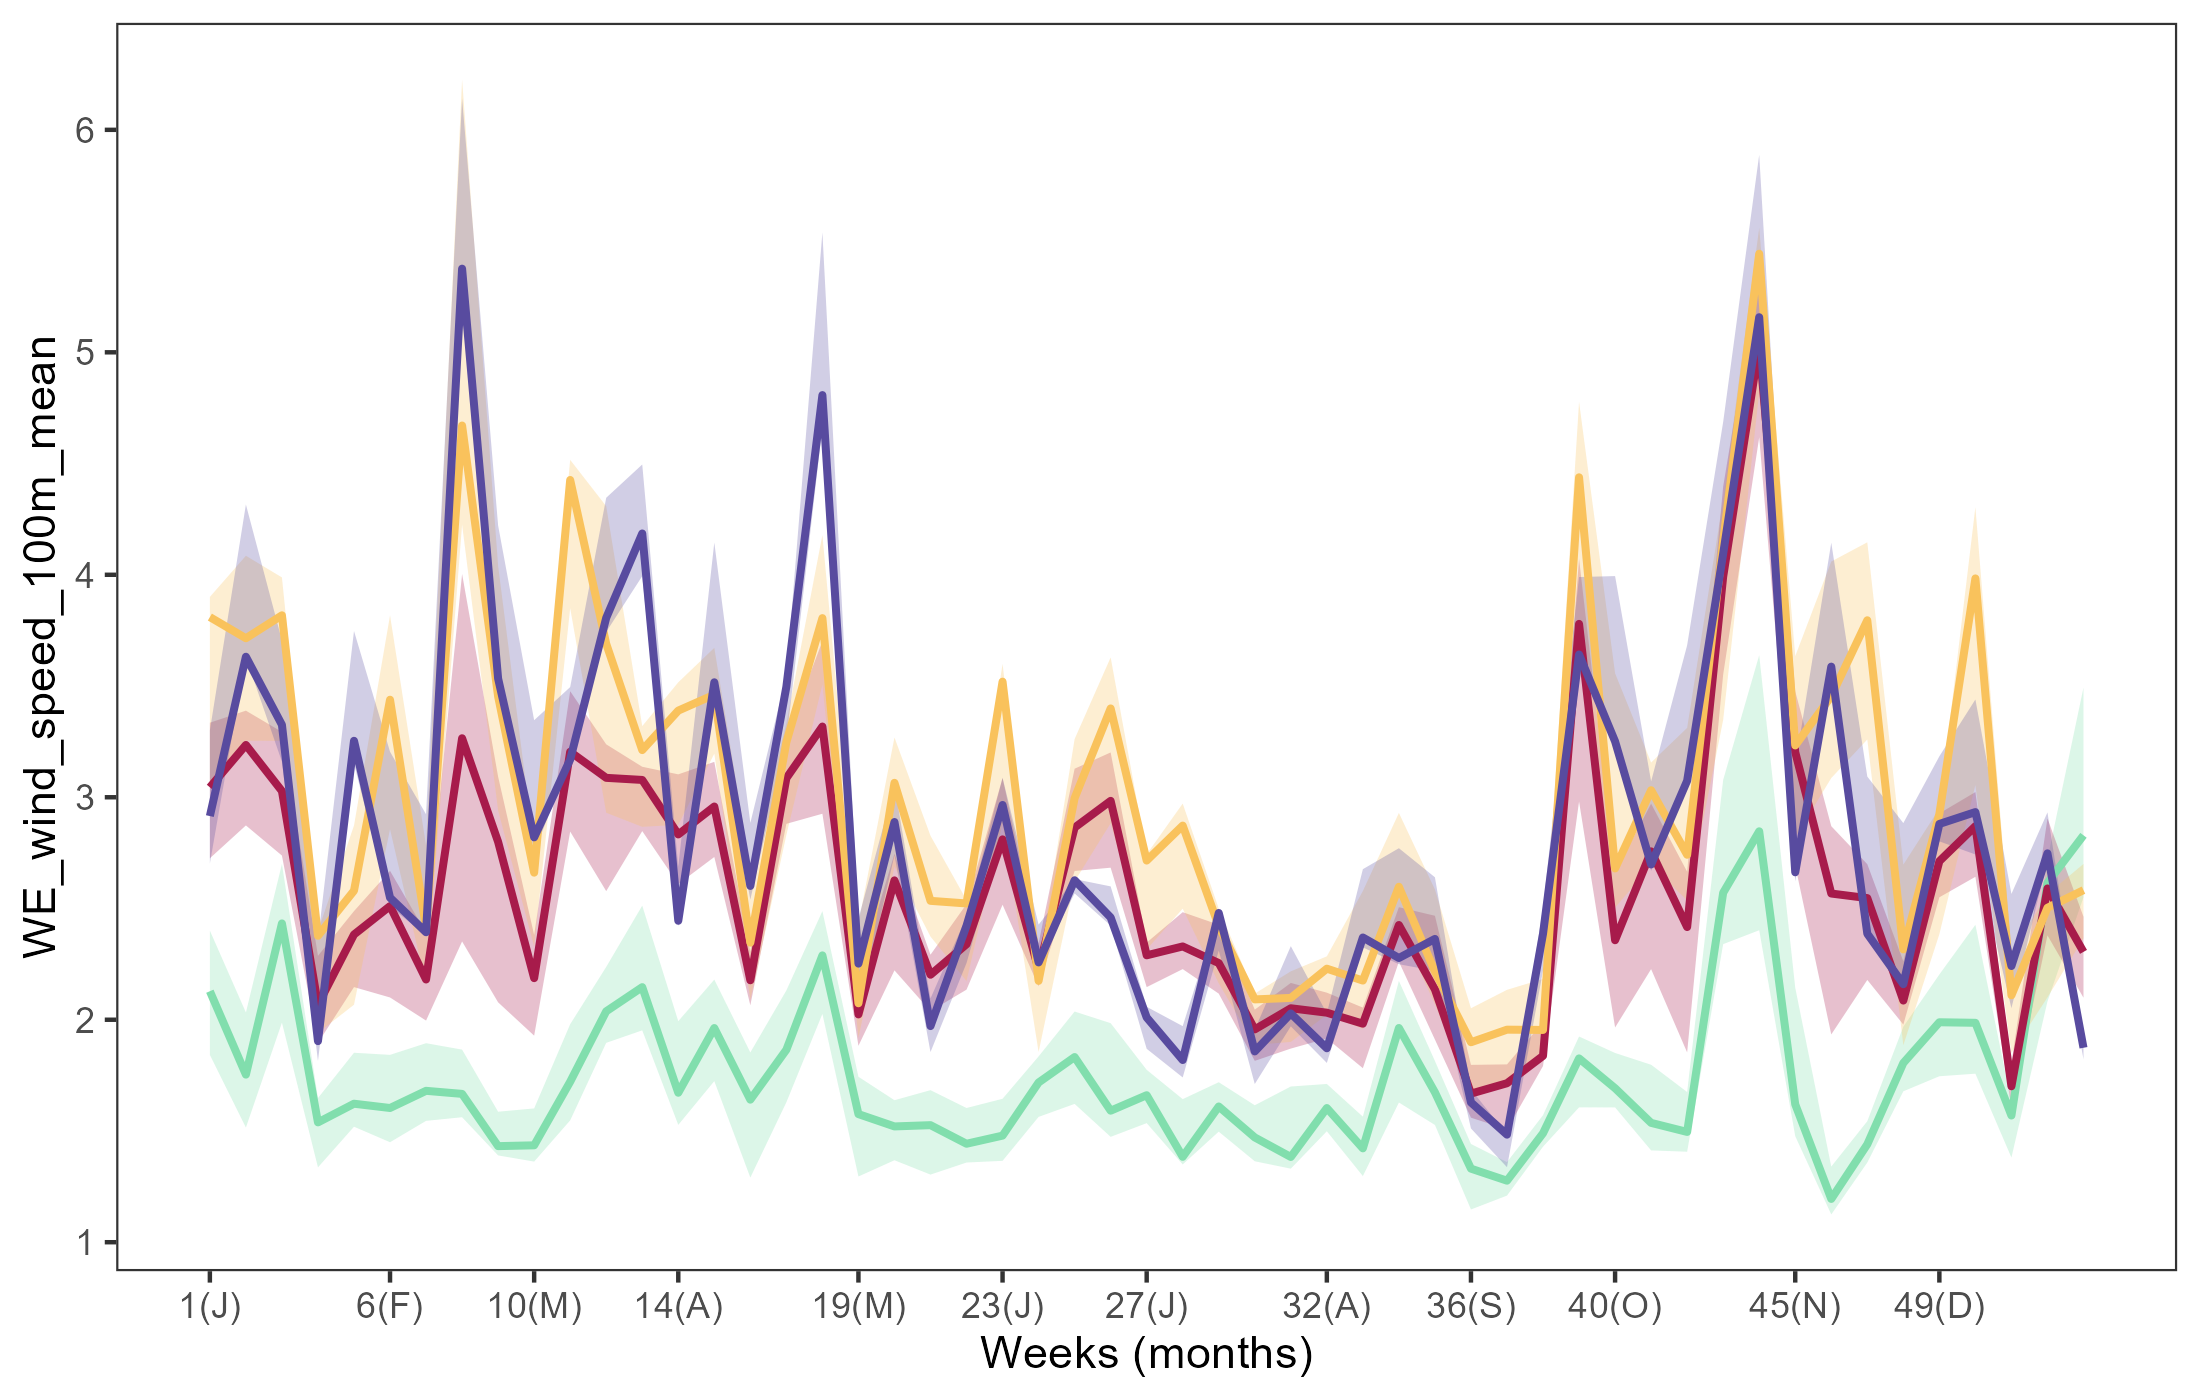 WE_wind_speed_100m_mean
6
5
4
3
2
1
1(J) 6(F) 10(M) 14(A) 19(M) 23(J) 27(J) 32(A) 36(S) 40(O) 45(N) 49(D)
Weeks (months)